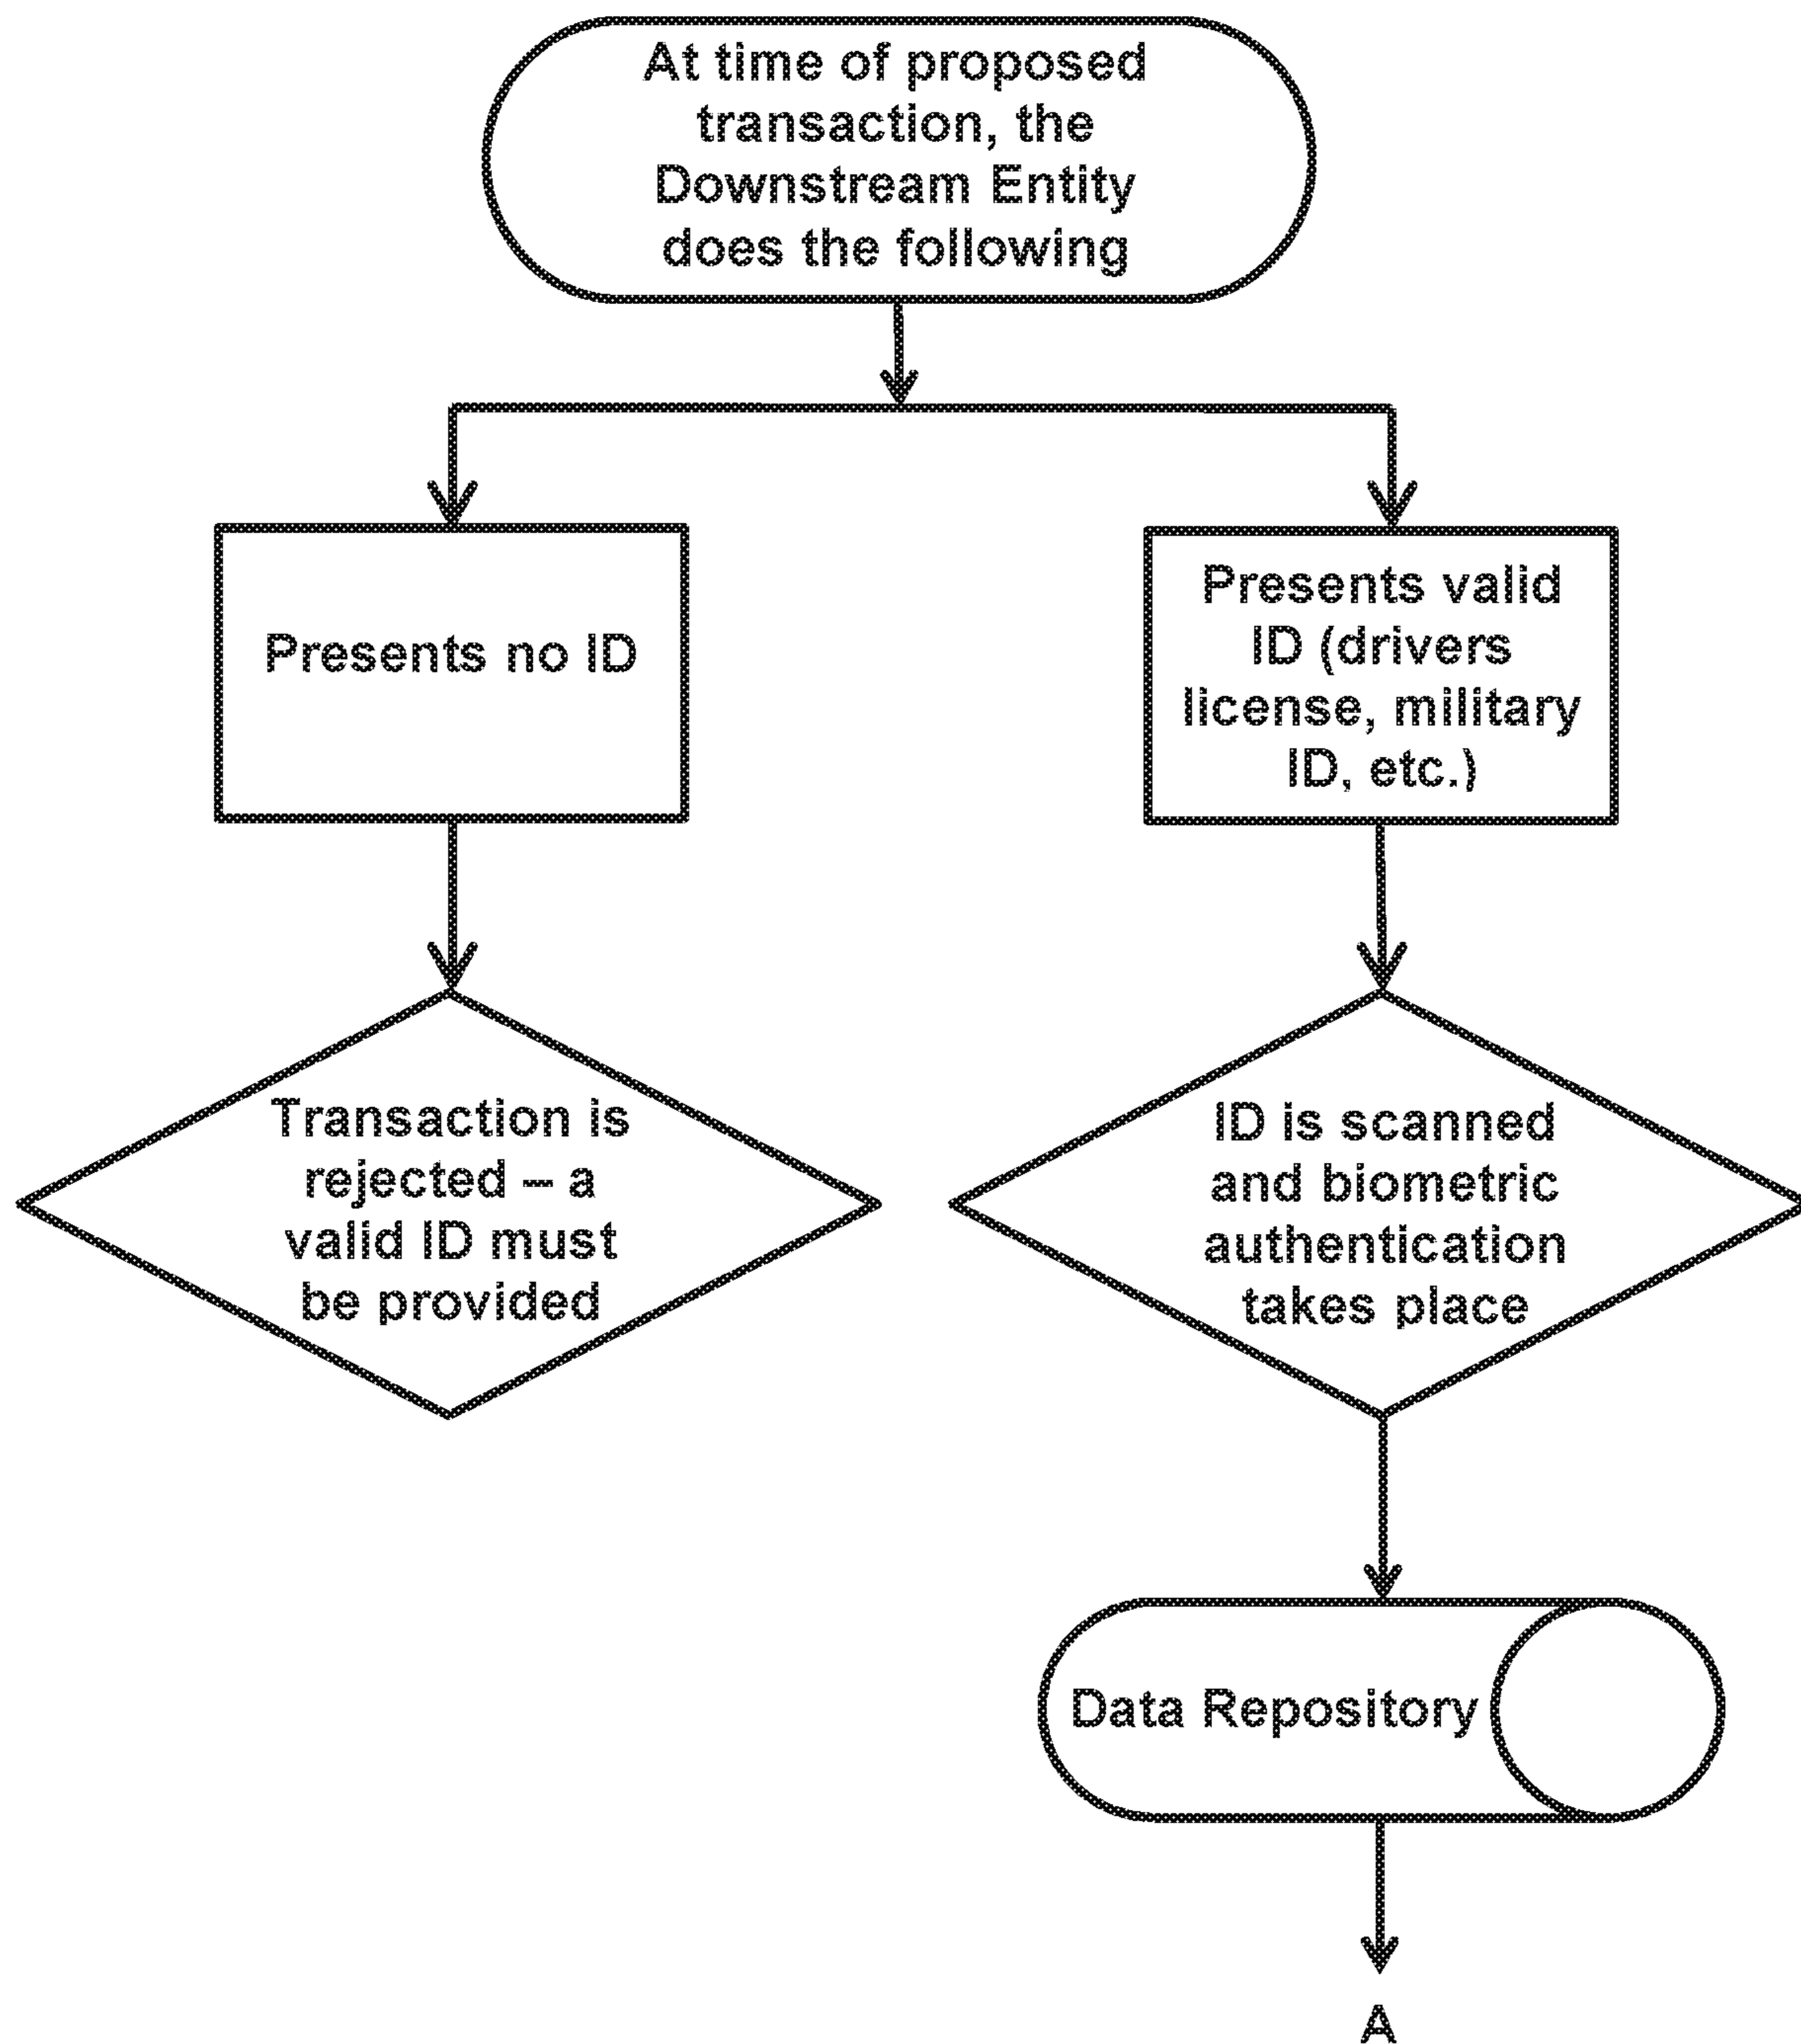 At time of proposed
transaction, the
Downstream Entity
does the following
Presents no ID
Presents valid
ID (drivers
license, military
ID, etc.)
Transaction is
rejected – a
valid ID must
be provided
ID is scanned
and biometric
authentication
takes place
Data Repository
A